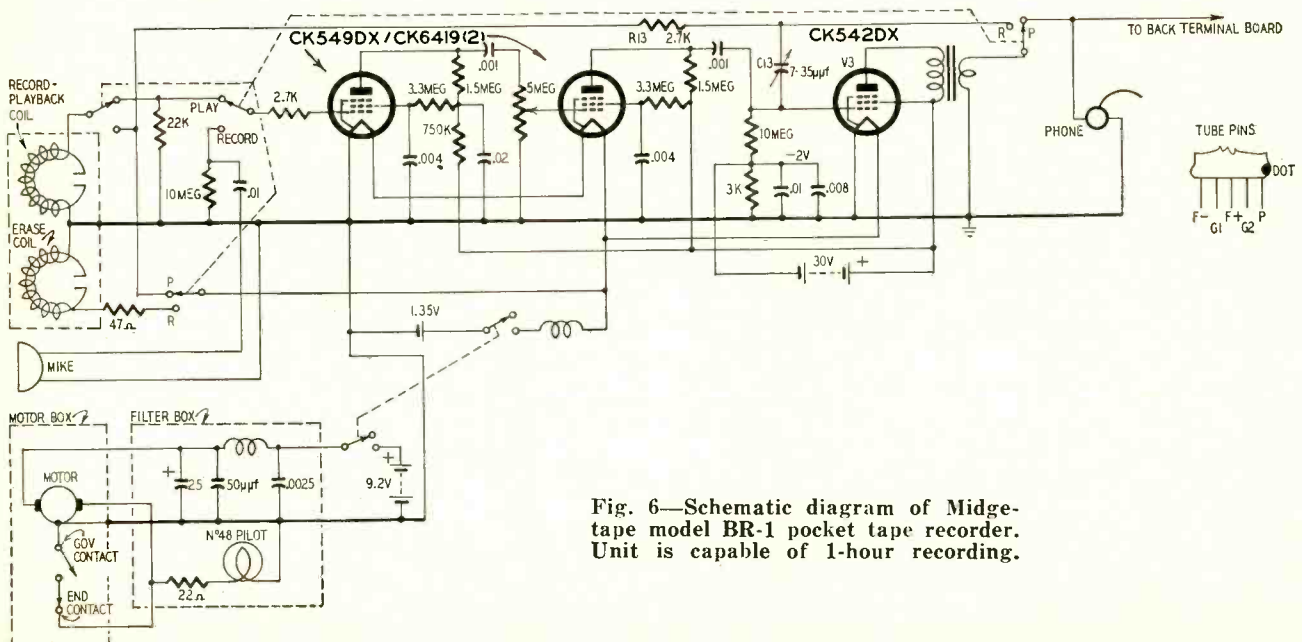 CK549DX/CK6419(2)
R13 2.7K
CK542DX
R
P
TO BACK TERMINAL BOARD
RECORD-
PLAYBACK
COIL
PLAY
2.7K
3.3MEG
.001
1.5MEG
5MEG
3.3MEG
.001
1.5MEG
C13
7-35µµf
V3
22K
RECORD
750K
10MEG
PHONE
TUBE PINS
DOT
10MEG
.01
.004
.02
.004
-2V
3K
.01
.008
F-
G1
F+
G2
P
ERASE
COIL
30V
+
P
R
47Ω
1.35V
MIKE
MOTOR BOX
FILTER BOX
MOTOR
+
25
50µµf
.0025
+
9.2V
GOV
CONTACT
Nº48 PILOT
END
CONTACT
22Ω
Fig. 6—Schematic diagram of Midge-
tape model BR-1 pocket tape recorder.
Unit is capable of 1-hour recording.